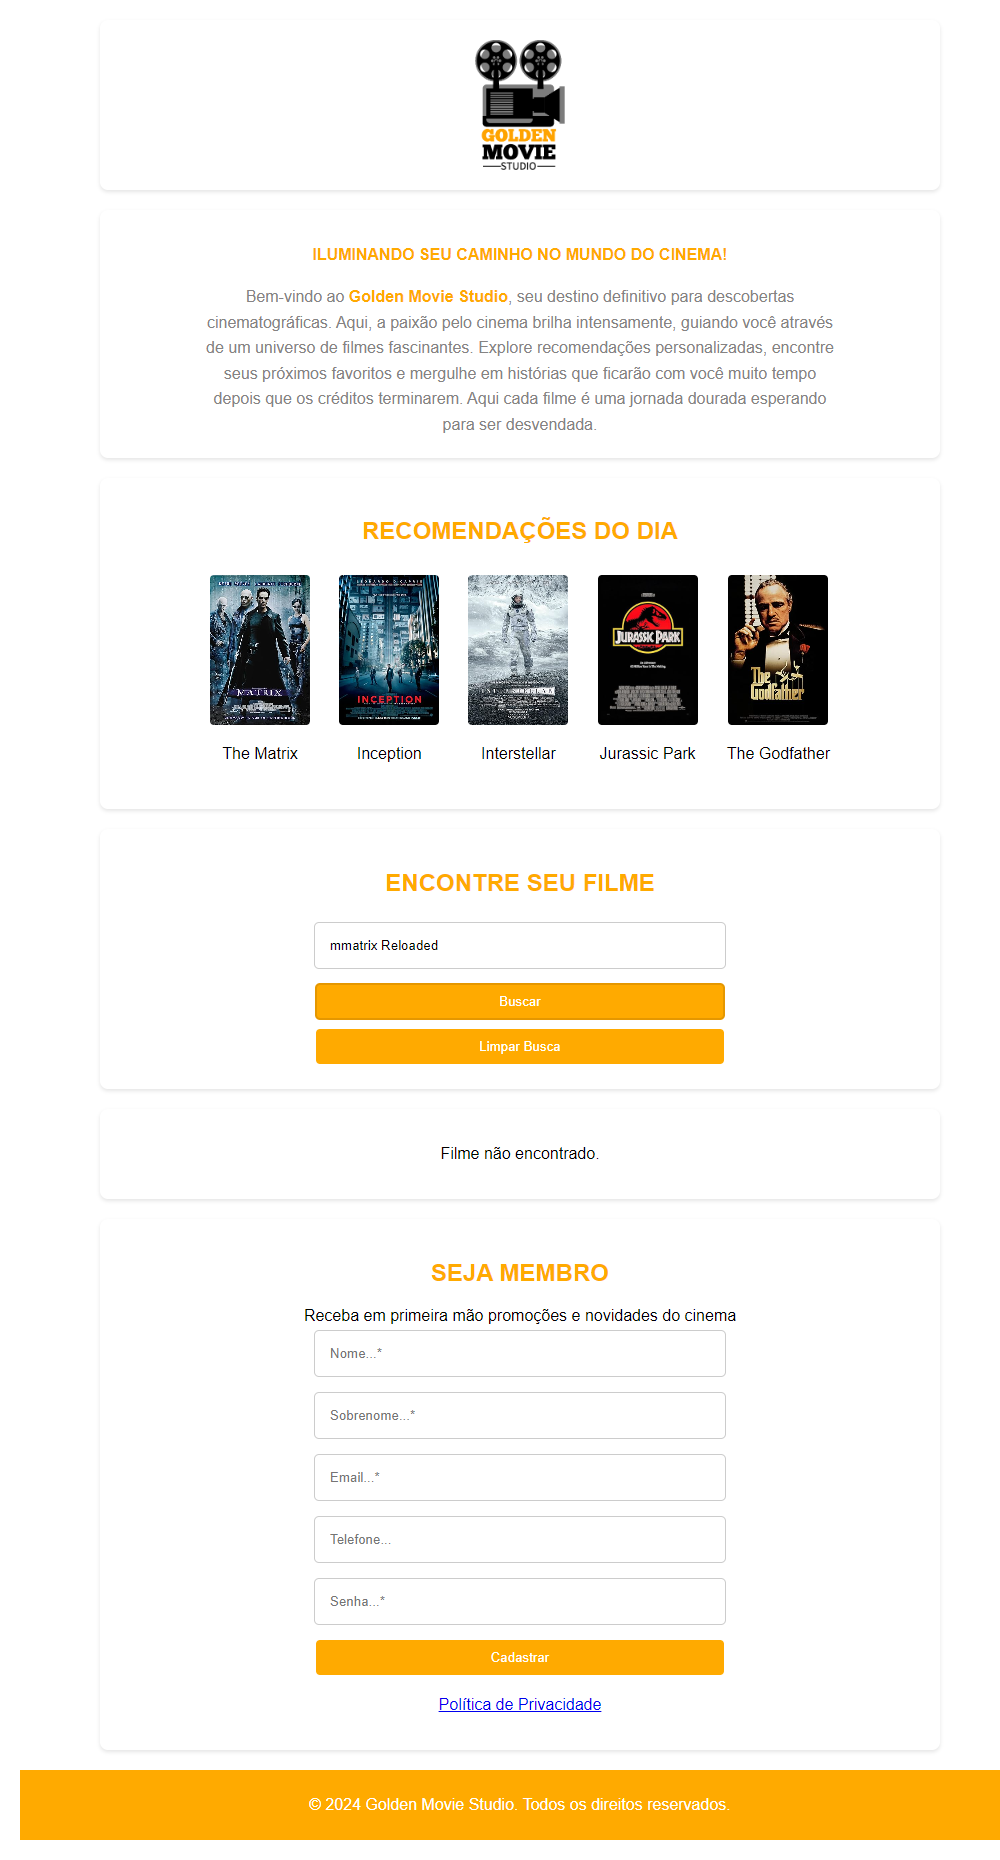 GOLDEN
MOVIE
STUDIO
ILUMINANDO SEU CAMINHO NO MUNDO DO CINEMA!
Bem-vindo ao Golden Movie Studio, seu destino definitivo para descobertas
cinematográficas. Aqui, a paixão pelo cinema brilha intensamente, guiando você através
de um universo de filmes fascinantes. Explore recomendações personalizadas, encontre
seus próximos favoritos e mergulhe em histórias que ficarão com você muito tempo
depois que os créditos terminarem. Aqui cada filme é uma jornada dourada esperando
para ser desvendada.
RECOMENDAÇÕES DO DIA
MATRIX
INCEPTION
INTERSTELLAR
JURASSIC PARK
The
Godfather
The Matrix
Inception
Interstellar
Jurassic Park
The Godfather
ENCONTRE SEU FILME
mmatrix Reloaded
Buscar
Limpar Busca
Filme não encontrado.
SEJA MEMBRO
Receba em primeira mão promoções e novidades do cinema
Nome...*
Sobrenome...*
Email...*
Telefone...
Senha...*
Cadastrar
Política de Privacidade
© 2024 Golden Movie Studio. Todos os direitos reservados.